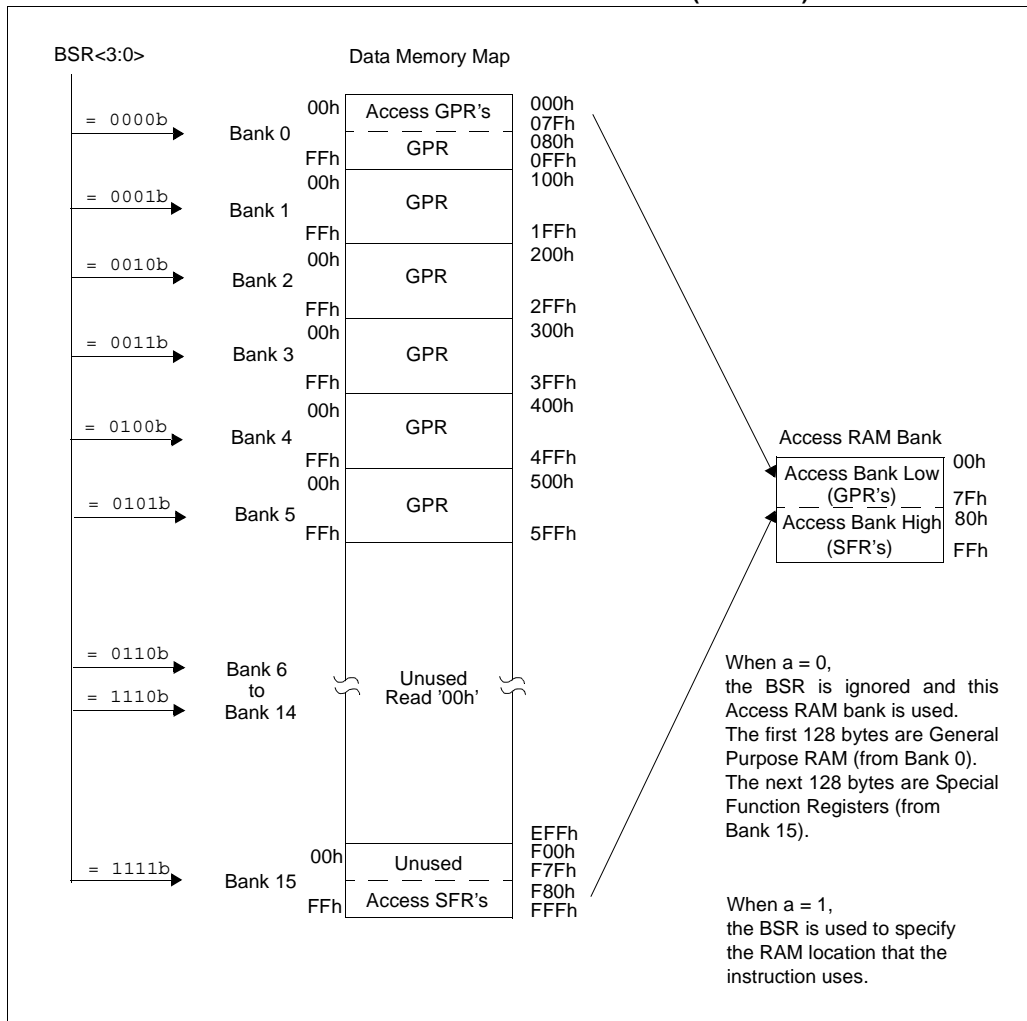 BSR<3:0>
Data Memory Map
= 0000b
Bank 0
00h
Access GPR's
000h
07Fh
GPR
080h
FFh
0FFh
= 0001b
Bank 1
00h
GPR
100h
FFh
1FFh
= 0010b
Bank 2
00h
GPR
200h
FFh
2FFh
= 0011b
Bank 3
00h
GPR
300h
FFh
3FFh
= 0100b
Bank 4
00h
GPR
400h
FFh
4FFh
= 0101b
Bank 5
00h
GPR
500h
FFh
5FFh
= 0110b
= 1110b
Bank 6
to
Bank 14
Unused
Read '00h'
EFFh
= 1111b
Bank 15
00h
Unused
F00h
F7Fh
Access SFR's
F80h
FFh
FFFh
Access RAM Bank
Access Bank Low
(GPR's)
00h
7Fh
Access Bank High
(SFR's)
80h
FFh
When a = 0,
the BSR is ignored and this
Access RAM bank is used.
The first 128 bytes are General
Purpose RAM (from Bank 0).
The next 128 bytes are Special
Function Registers (from
Bank 15).
When a = 1,
the BSR is used to specify
the RAM location that the
instruction uses.